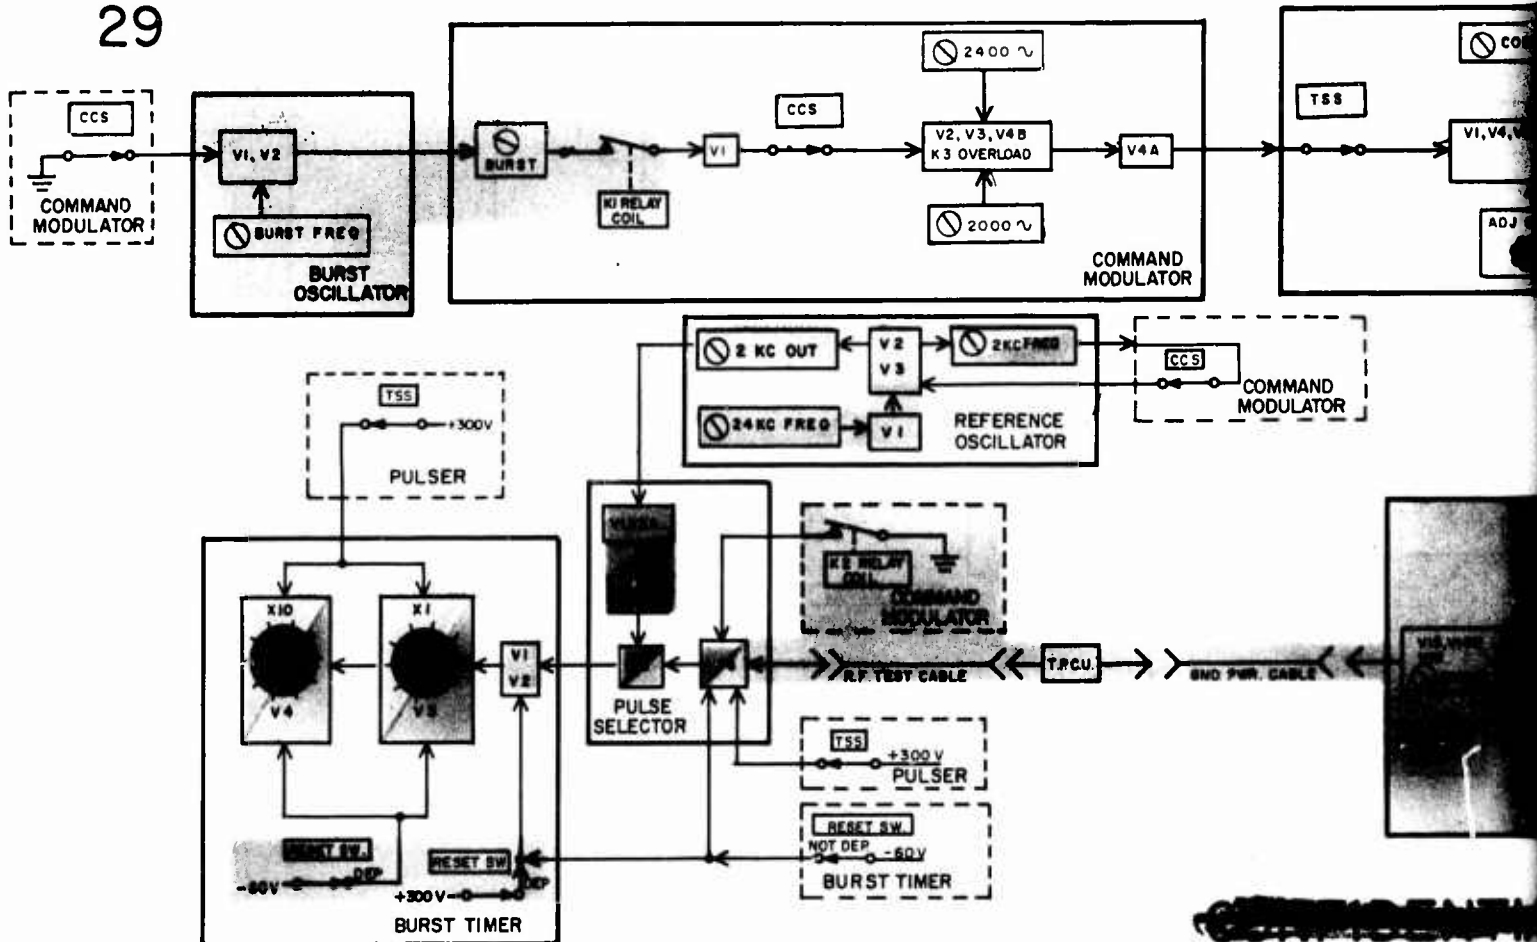 29
CCS
COMMAND
MODULATOR
V1, V2
BURST FREQ
BURST
OSCILLATOR
BURST
K1 RELAY
COIL
V1
CCS
2400 ~
V2, V3, V4B
K3 OVERLOAD
2000 ~
V4A
COMMAND
MODULATOR
TSS
V1, V4,
ADJ
2 KC OUT
V2
V3
2KC FREQ
24KC FREQ
V1
REFERENCE
OSCILLATOR
CCS
COMMAND
MODULATOR
TSS
+300V
PULSER
X10
V4
X1
V3
V1
V2
RESET SW.
-60V
DEP
RESET SW
+300V
DEP
BURST TIMER
PULSE
SELECTOR
K2 RELAY
COIL
COMMAND
MODULATOR
R.F. TEST CABLE
T.P.C.U.
GND PWR. CABLE
TSS
+300V
PULSER
RESET SW.
NOT DEP
-60V
BURST TIMER